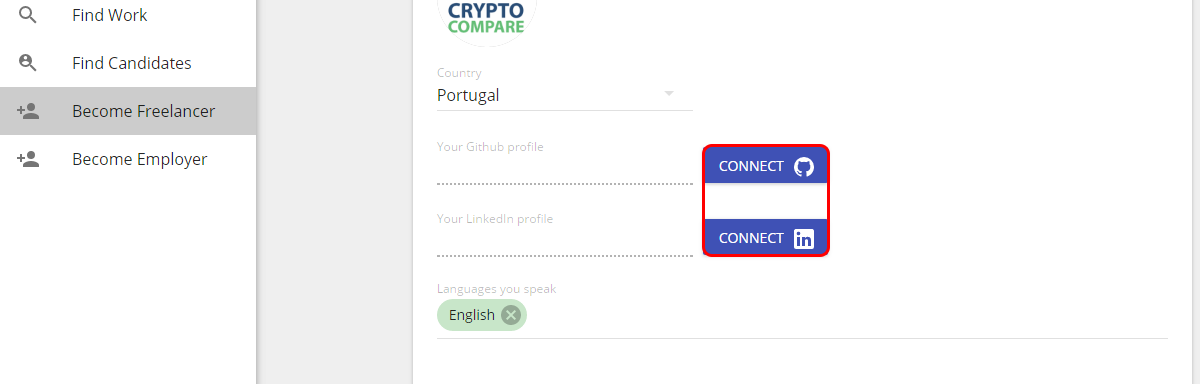 Find Work
Find Candidates
Become Freelancer
Become Employer
CRYPTO
COMPARE
Country
Portugal
Your Github profile
CONNECT
Your LinkedIn profile
CONNECT in
Languages you speak
English